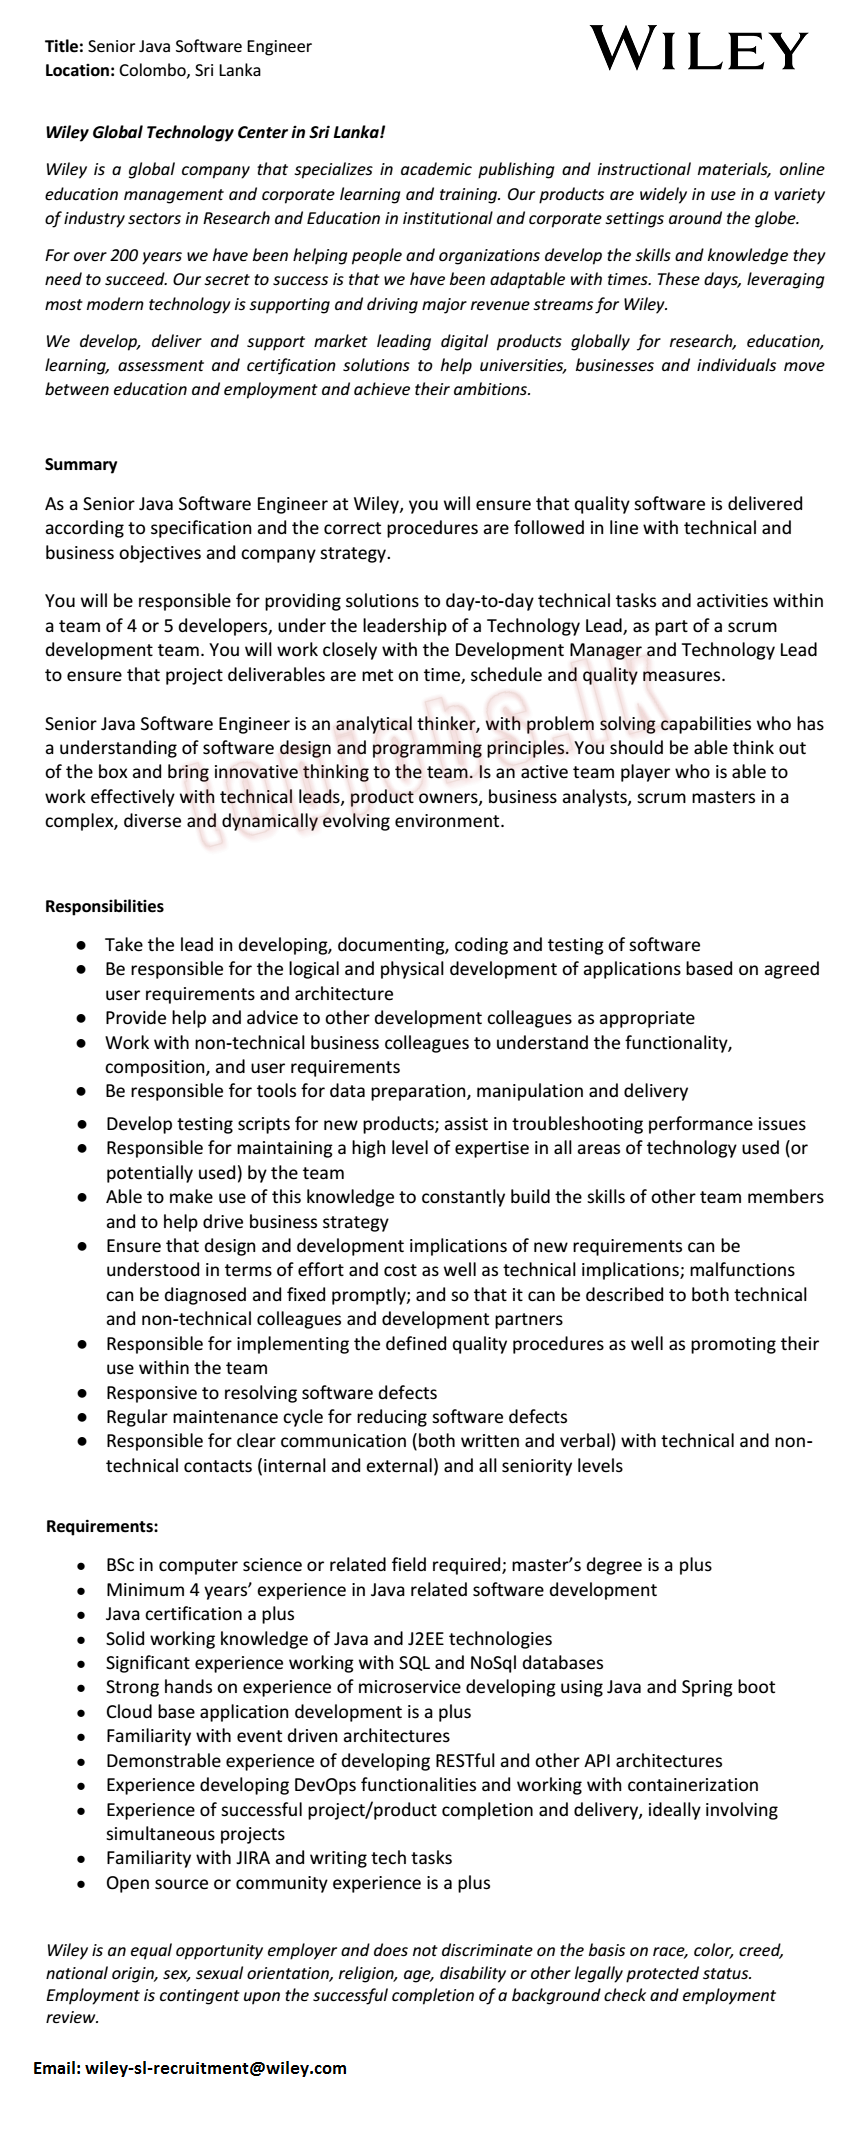 Title: Senior Java Software Engineer
WILEY
Location: Colombo, Sri Lanka
Wiley Global Technology Center in Sri Lanka!
Wiley is a global company that specializes in academic publishing and instructional materials, online
education management and corporate learning and training. Our products are widely in use in a variety
of industry sectors in Research and Education in institutional and corporate settings around the globe.
For over 200 years we have been helping people and organizations develop the skills and knowledge they
need to succeed. Our secret to success is that we have been adaptable with times. These days, leveraging
most modern technology is supporting and driving major revenue streams for Wiley.
We develop, deliver and support market leading digital products globally for research, education,
learning, assessment and certification solutions to help universities, businesses and individuals move
between education and employment and achieve their ambitions.
Summary
As a Senior Java Software Engineer at Wiley, you will ensure that quality software is delivered
according to specification and the correct procedures are followed in line with technical and
business objectives and company strategy.
You will be responsible for providing solutions to day-to-day technical tasks and activities within
a team of 4 or 5 developers, under the leadership of a Technology Lead, as part of a scrum
development team. You will work closely with the Development Manager and Technology Lead
to ensure that project deliverables are met on time, schedule and quality measures.
Senior Java Software Engineer is an analytical thinker, with problem solving capabilities who has
a understanding of software design and programming principles. You should be able think out
of the box and bring innovative thinking to the team. Is an active team player who is able to
work effectively with technical leads, product owners, business analysts, scrum masters in a
complex, diverse and dynamically evolving environment.
topjobs.lk
Responsibilities
● Take the lead in developing, documenting, coding and testing of software
● Be responsible for the logical and physical development of applications based on agreed
user requirements and architecture
● Provide help and advice to other development colleagues as appropriate
● Work with non-technical business colleagues to understand the functionality,
composition, and user requirements
● Be responsible for tools for data preparation, manipulation and delivery
● Develop testing scripts for new products; assist in troubleshooting performance issues
● Responsible for maintaining a high level of expertise in all areas of technology used (or
potentially used) by the team
● Able to make use of this knowledge to constantly build the skills of other team members
and to help drive business strategy
● Ensure that design and development implications of new requirements can be
understood in terms of effort and cost as well as technical implications; malfunctions
can be diagnosed and fixed promptly; and so that it can be described to both technical
and non-technical colleagues and development partners
● Responsible for implementing the defined quality procedures as well as promoting their
use within the team
● Responsive to resolving software defects
● Regular maintenance cycle for reducing software defects
● Responsible for clear communication (both written and verbal) with technical and non-
technical contacts (internal and external) and all seniority levels
Requirements:
● BSc in computer science or related field required; master’s degree is a plus
● Minimum 4 years’ experience in Java related software development
● Java certification a plus
● Solid working knowledge of Java and J2EE technologies
● Significant experience working with SQL and NoSql databases
● Strong hands on experience of microservice developing using Java and Spring boot
● Cloud base application development is a plus
● Familiarity with event driven architectures
● Demonstrable experience of developing RESTful and other API architectures
● Experience developing DevOps functionalities and working with containerization
● Experience of successful project/product completion and delivery, ideally involving
simultaneous projects
● Familiarity with JIRA and writing tech tasks
● Open source or community experience is a plus
Wiley is an equal opportunity employer and does not discriminate on the basis on race, color, creed,
national origin, sex, sexual orientation, religion, age, disability or other legally protected status.
Employment is contingent upon the successful completion of a background check and employment
review.
Email: wiley-sl-recruitment@wiley.com